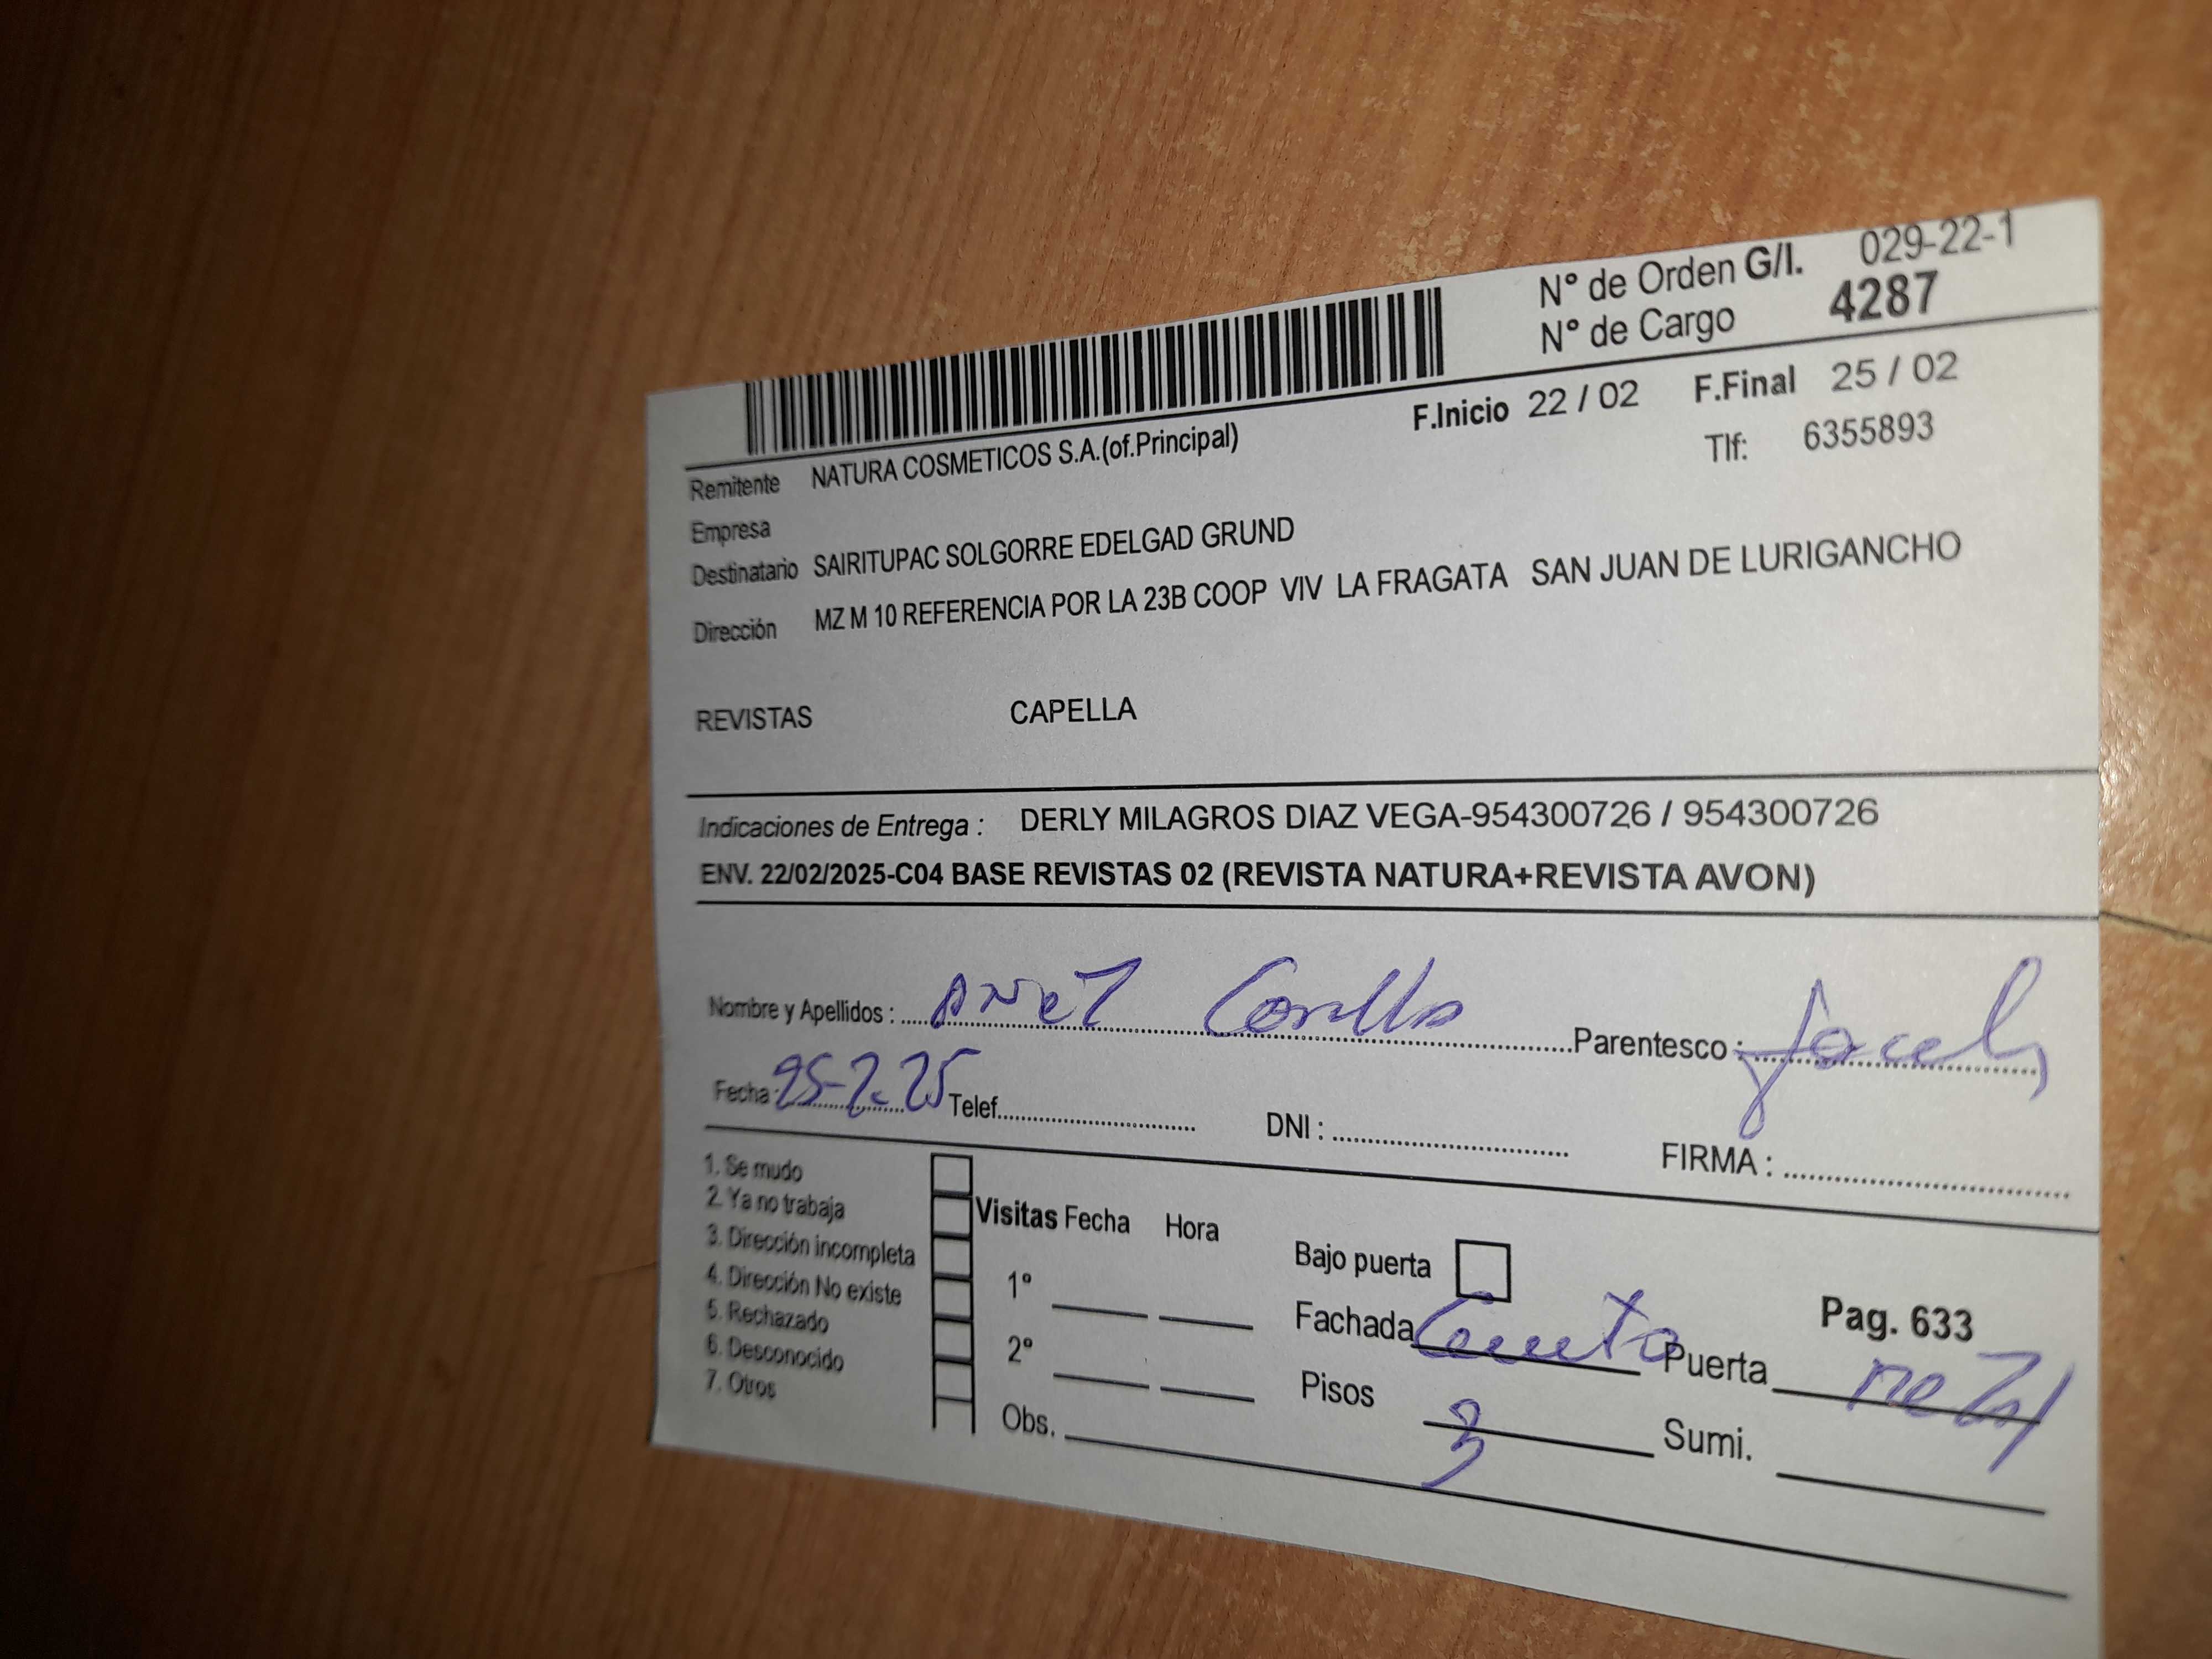 N° de Orden G/I. 029-22-1
N° de Cargo 4287
F.Inicio 22 / 02 F.Final 25 / 02
Remitente NATURA COSMETICOS S.A.(of.Principal) Tlf: 6355893
Empresa
Destinatario SAIRITUPAC SOLGORRE EDELGAD GRUND
Dirección MZ M 10 REFERENCIA POR LA 23B COOP VIV LA FRAGATA SAN JUAN DE LURIGANCHO
REVISTAS CAPELLA
Indicaciones de Entrega : DERLY MILAGROS DIAZ VEGA-954300726 / 954300726
ENV. 22/02/2025-C04 BASE REVISTAS 02 (REVISTA NATURA+REVISTA AVON)
Nombre y Apellidos : Parentesco :
Fecha : 25-2-25 Telef. DNI : FIRMA :
1. Se mudo
2. Ya no trabaja
3. Dirección incompleta
4. Dirección No existe
5. Rechazado
6. Desconocido
7. Otros
Visitas Fecha Hora
1°
2°
Obs.
Bajo puerta
Fachada Puerta
Pisos 3 Sumi.
Pag. 633